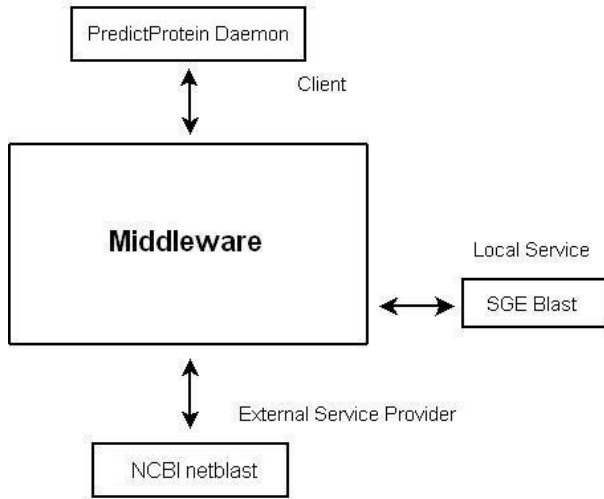 PredictProtein Daemon
Client
Middleware
Local Service
SGE Blast
External Service Provider
NCBI netblast